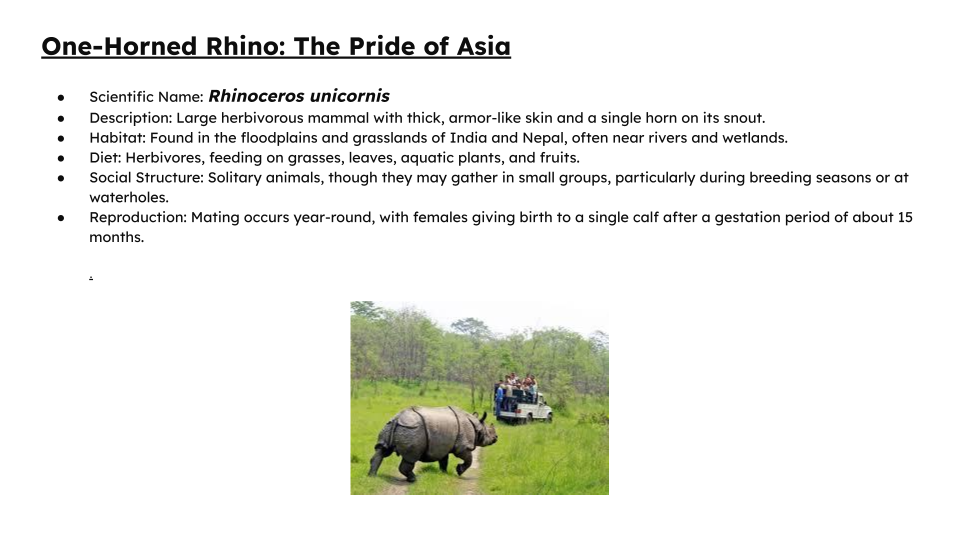 One-Horned Rhino: The Pride of Asia
● Scientific Name: Rhinoceros unicornis
● Description: Large herbivorous mammal with thick, armor-like skin and a single horn on its snout.
● Habitat: Found in the floodplains and grasslands of India and Nepal, often near rivers and wetlands.
● Diet: Herbivores, feeding on grasses, leaves, aquatic plants, and fruits.
● Social Structure: Solitary animals, though they may gather in small groups, particularly during breeding seasons or at
waterholes.
● Reproduction: Mating occurs year-round, with females giving birth to a single calf after a gestation period of about 15
months.
.